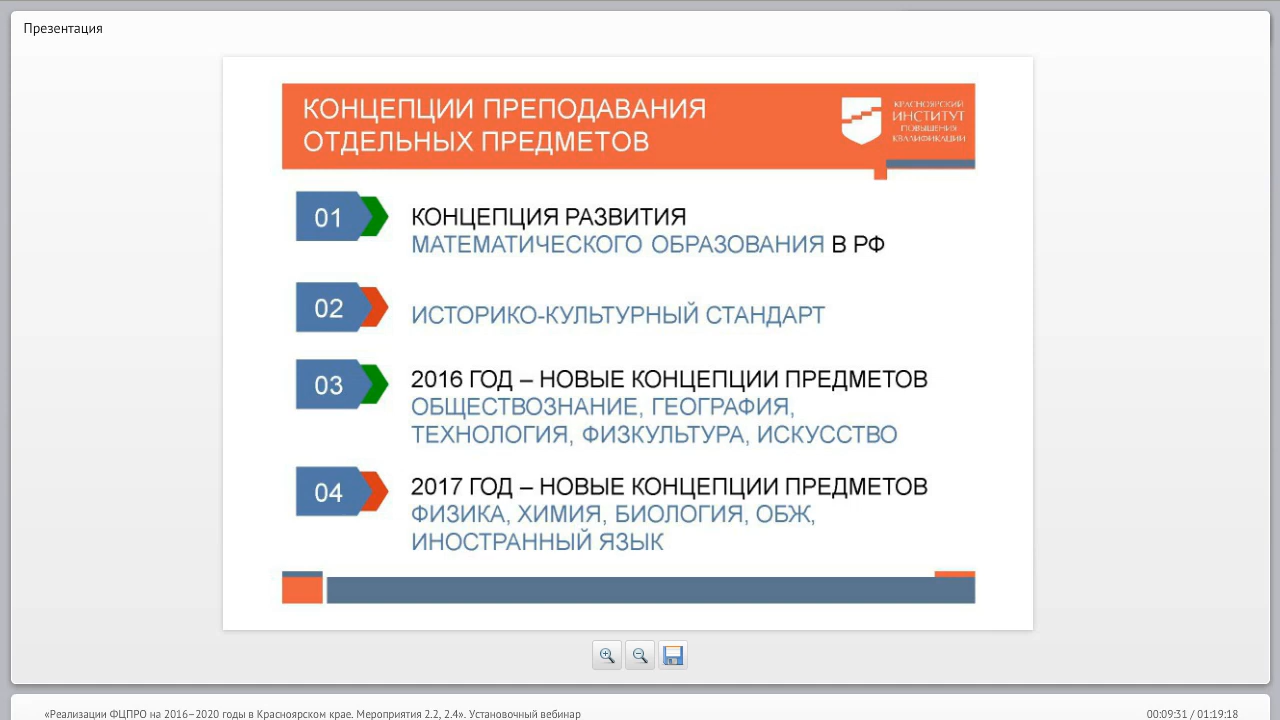 Презентация
КОНЦЕПЦИИ ПРЕПОДАВАНИЯ
ОТДЕЛЬНЫХ ПРЕДМЕТОВ
КРАСНОЯРСКИЙ
ИНСТИТУТ
ПОВЫШЕНИЯ
КВАЛИФИКАЦИИ
01
КОНЦЕПЦИЯ РАЗВИТИЯ
МАТЕМАТИЧЕСКОГО ОБРАЗОВАНИЯ В РФ
02
ИСТОРИКО-КУЛЬТУРНЫЙ СТАНДАРТ
03
2016 ГОД – НОВЫЕ КОНЦЕПЦИИ ПРЕДМЕТОВ
ОБЩЕСТВОЗНАНИЕ, ГЕОГРАФИЯ,
ТЕХНОЛОГИЯ, ФИЗКУЛЬТУРА, ИСКУССТВО
04
2017 ГОД – НОВЫЕ КОНЦЕПЦИИ ПРЕДМЕТОВ
ФИЗИКА, ХИМИЯ, БИОЛОГИЯ, ОБЖ,
ИНОСТРАННЫЙ ЯЗЫК
«Реализации ФЦПРО на 2016–2020 годы в Красноярском крае. Мероприятия 2.2, 2.4». Установочный вебинар
00:09:31 / 01:19:18